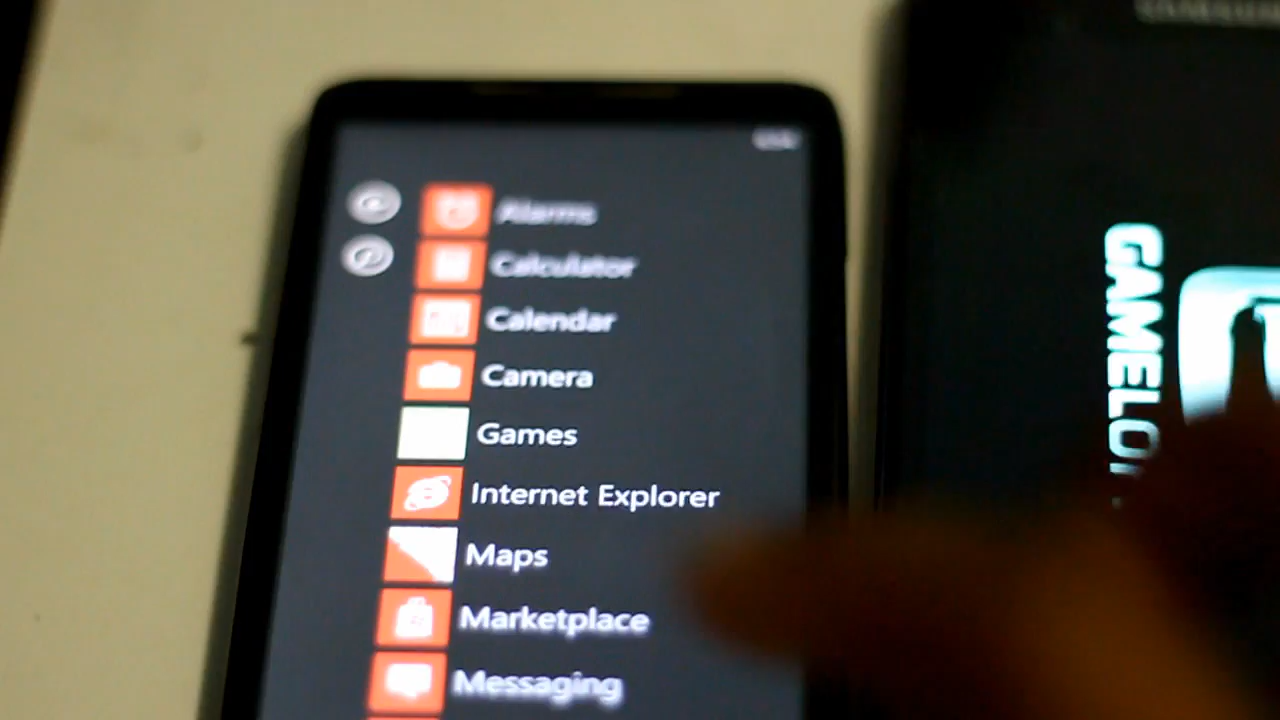 Alarms
Calculator
Calendar
Camera
Games
Internet Explorer
Maps
Marketplace
Messaging